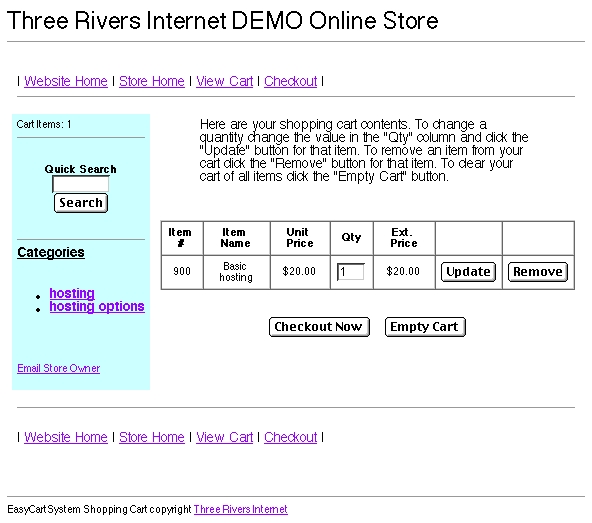 Three Rivers Internet DEMO Online Store
| Website Home | Store Home | View Cart | Checkout |
Cart Items: 1
Quick Search
Search
Categories
hosting
hosting options
Email Store Owner
Here are your shopping cart contents. To change a
quantity change the value in the "Qty" column and click the
"Update" button for that item. To remove an item from your
cart click the "Remove" button for that item. To clear your
cart of all items click the "Empty Cart" button.
Item # Item Name Unit Price Qty Ext. Price
900 Basic hosting $20.00 1 $20.00 Update Remove
Checkout Now Empty Cart
| Website Home | Store Home | View Cart | Checkout |
EasyCartSystem Shopping Cart copyright Three Rivers Internet